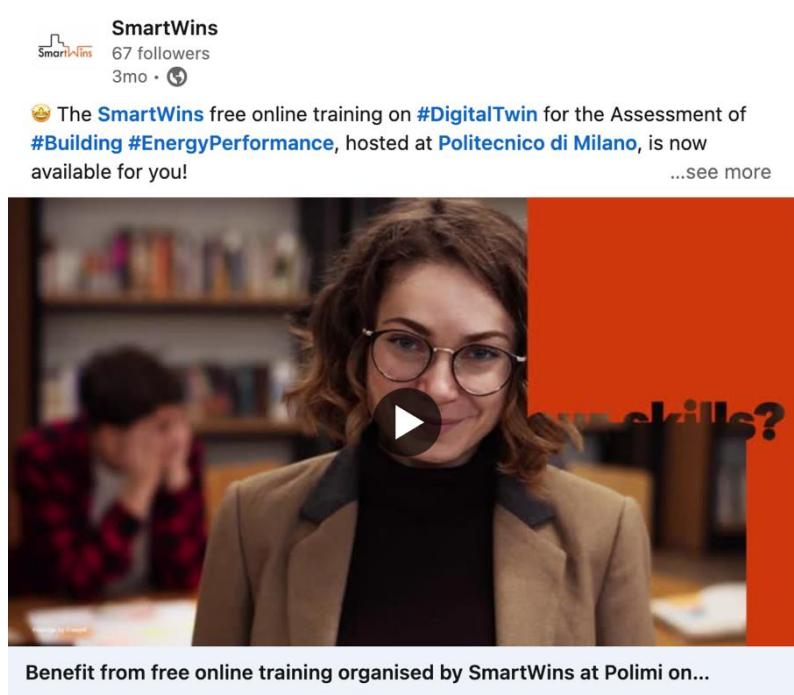 SmartWins
SmartWins
67 followers
3mo •
The SmartWins free online training on #DigitalTwin for the Assessment of
#Building #EnergyPerformance, hosted at Politecnico di Milano, is now
available for you!
...see more
skills?
Benefit from free online training organised by SmartWins at Polimi on...